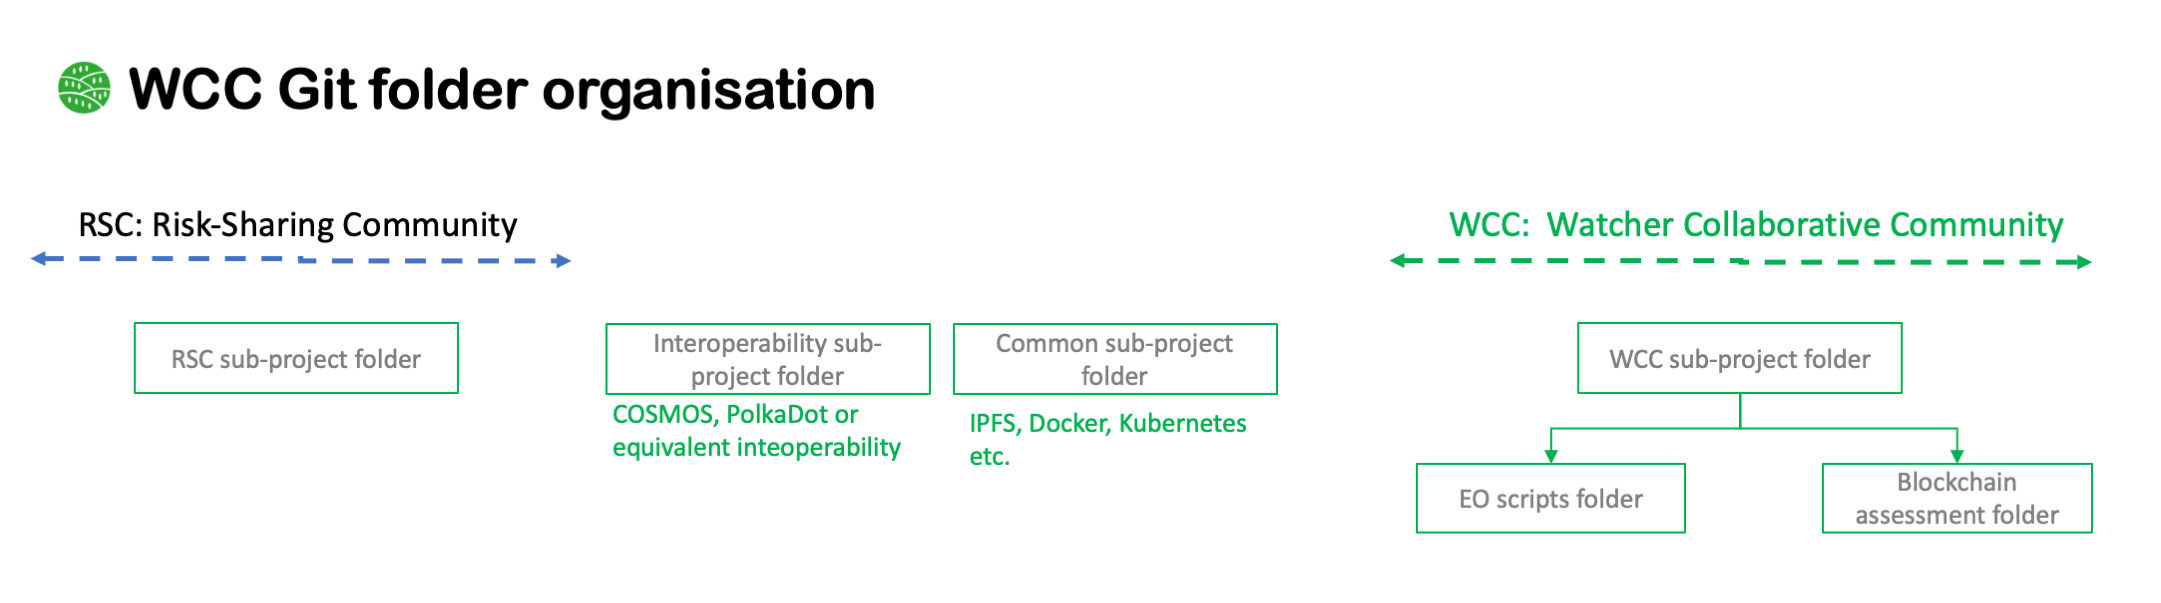 WCC Git folder organisation
RSC: Risk-Sharing Community
WCC:  Watcher Collaborative Community
RSC sub-project folder
Interoperability sub-
project folder
COSMOS, PolkaDot or
equivalent inteoperability
Common sub-project
folder
IPFS, Docker, Kubernetes
etc.
WCC sub-project folder
EO scripts folder
Blockchain
assessment folder